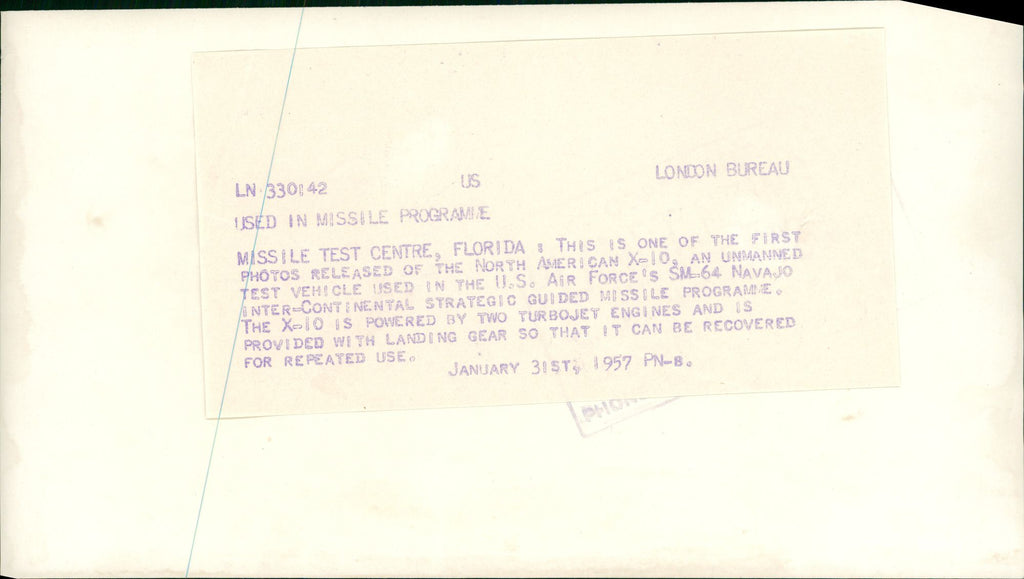 LN 330142 US LONDON BUREAU
USED IN MISSILE PROGRAMME
MISSILE TEST CENTRE, FLORIDA : THIS IS ONE OF THE FIRST
PHOTOS RELEASED OF THE NORTH AMERICAN X-10, AN UNMANNED
TEST VEHICLE USED IN THE U.S. AIR FORCE'S SM-64 NAVAJO
INTER-CONTINENTAL STRATEGIC GUIDED MISSILE PROGRAMME.
THE X-10 IS POWERED BY TWO TURBOJET ENGINES AND IS
PROVIDED WITH LANDING GEAR SO THAT IT CAN BE RECOVERED
FOR REPEATED USE.
JANUARY 31ST, 1957 PN-B.